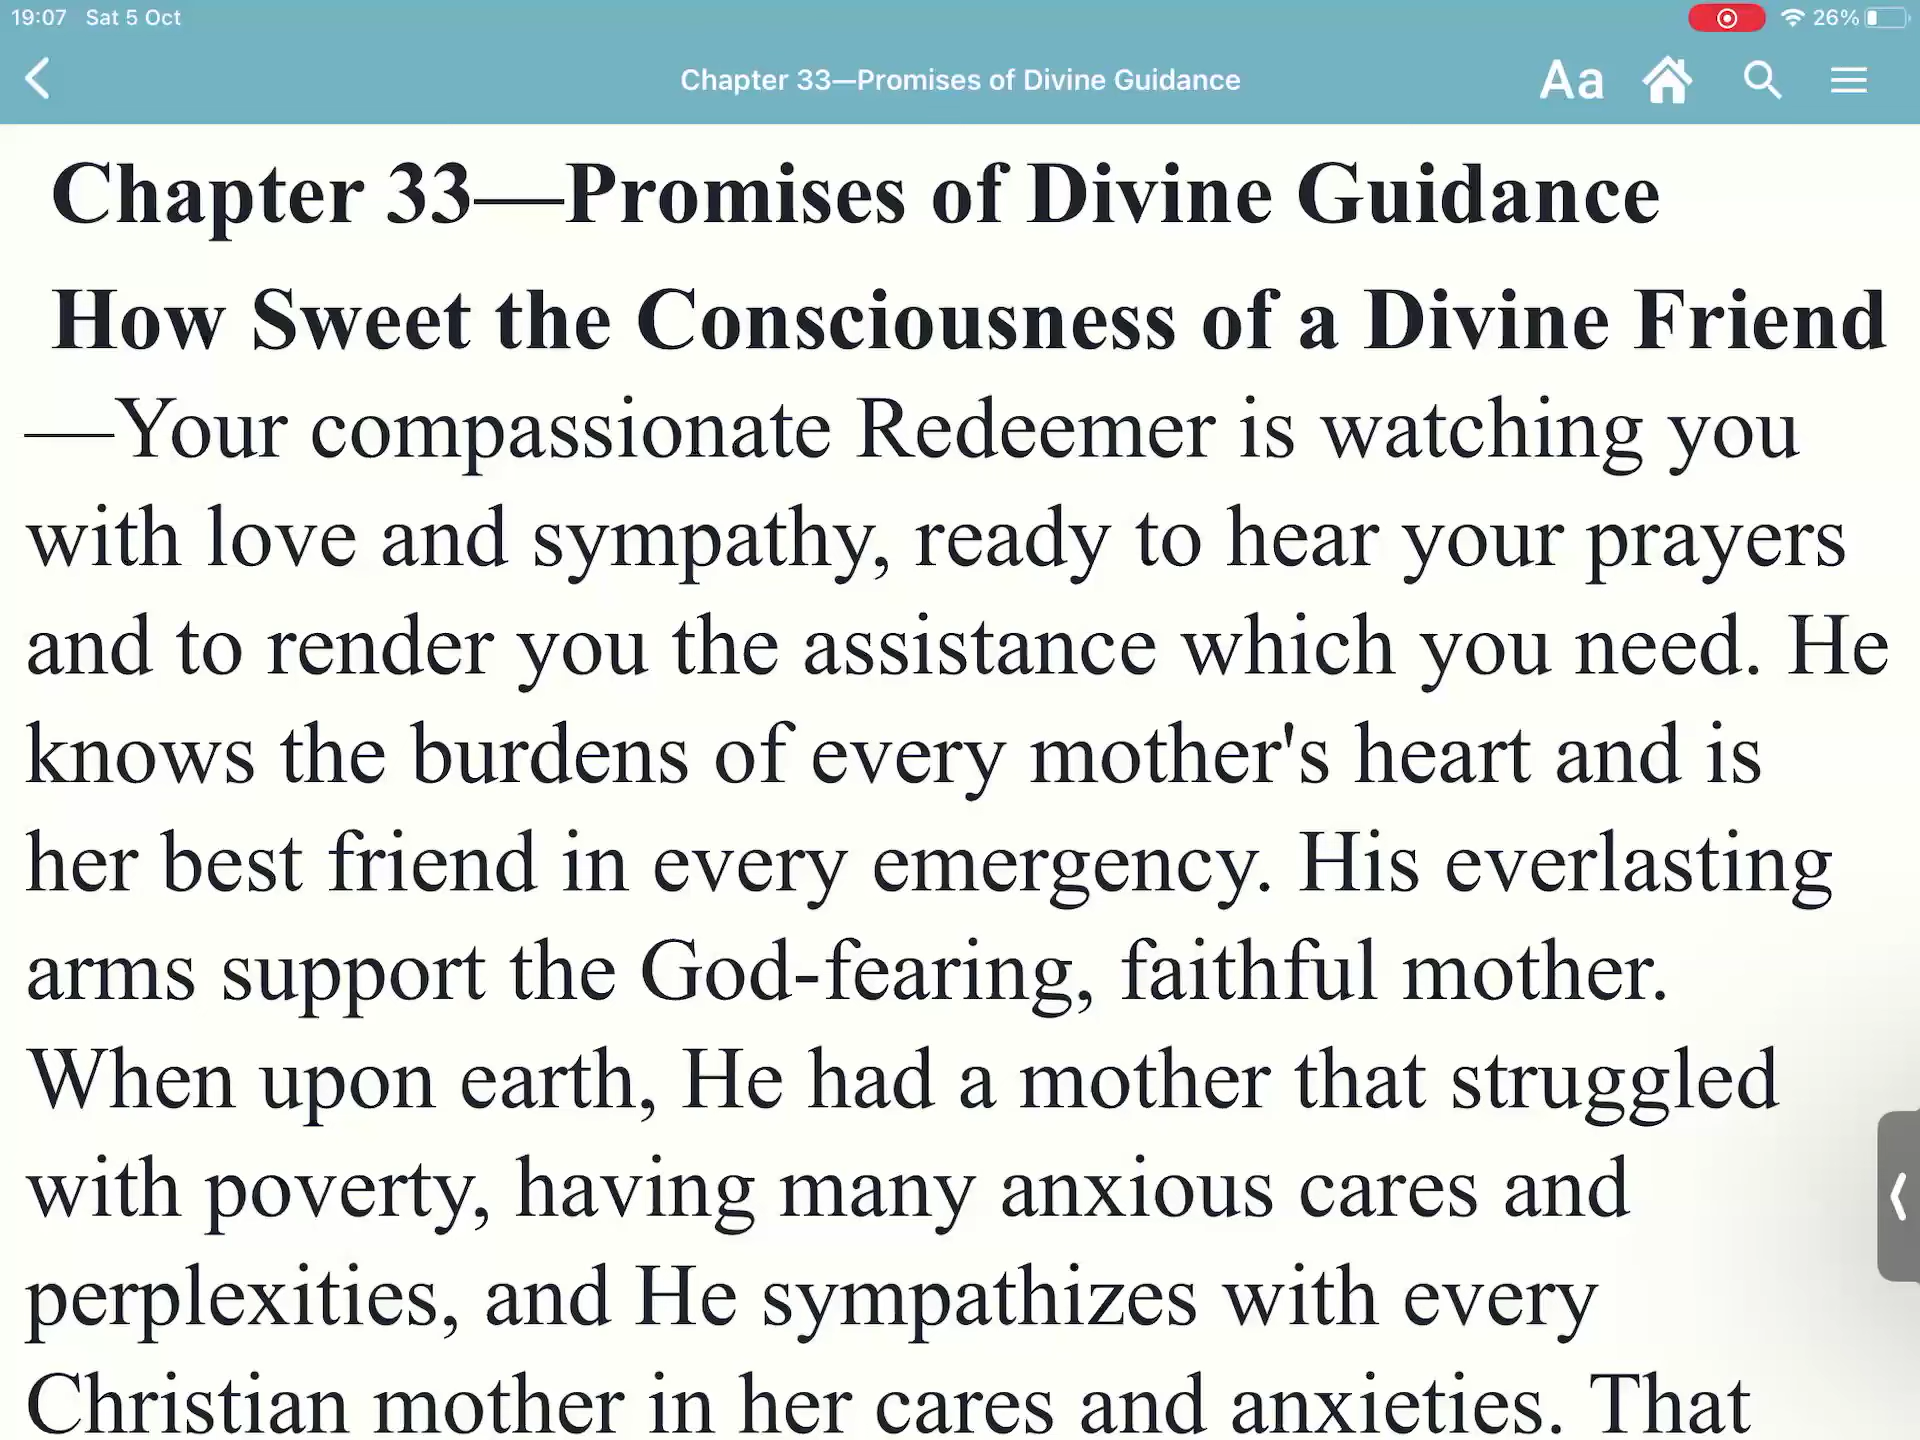 19:07 Sat 5 Oct
26%
Chapter 33—Promises of Divine Guidance
Aa
Chapter 33—Promises of Divine Guidance
How Sweet the Consciousness of a Divine Friend
—Your compassionate Redeemer is watching you
with love and sympathy, ready to hear your prayers
and to render you the assistance which you need. He
knows the burdens of every mother's heart and is
her best friend in every emergency. His everlasting
arms support the God-fearing, faithful mother.
When upon earth, He had a mother that struggled
with poverty, having many anxious cares and
perplexities, and He sympathizes with every
Christian mother in her cares and anxieties. That